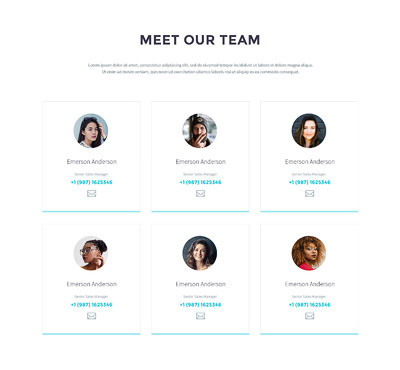 MEET OUR TEAM
Lorem ipsum dolor sit amet, consectetur adipiscing elit, sed do eiusmod tempor incididunt ut labore et dolore magna aliqua.
Ut enim ad minim veniam, quis nostrud exercitation ullamco laboris nisi ut aliquip ex ea commodo consequat.
Emerson Anderson
Senior Sales Manager
+1 (987) 1625346
Emerson Anderson
Senior Sales Manager
+1 (987) 1625346
Emerson Anderson
Senior Sales Manager
+1 (987) 1625346
Emerson Anderson
Senior Sales Manager
+1 (987) 1625346
Emerson Anderson
Senior Sales Manager
+1 (987) 1625346
Emerson Anderson
Senior Sales Manager
+1 (987) 1625346